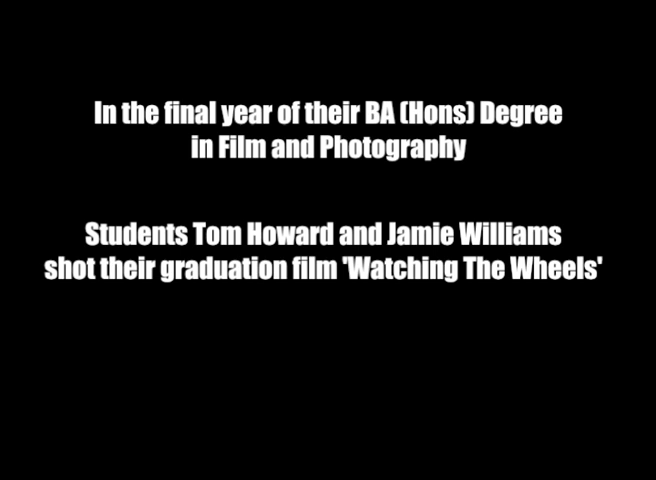 In the final year of their BA (Hons) Degree
in Film and Photography
Students Tom Howard and Jamie Williams
shot their graduation film 'Watching The Wheels'